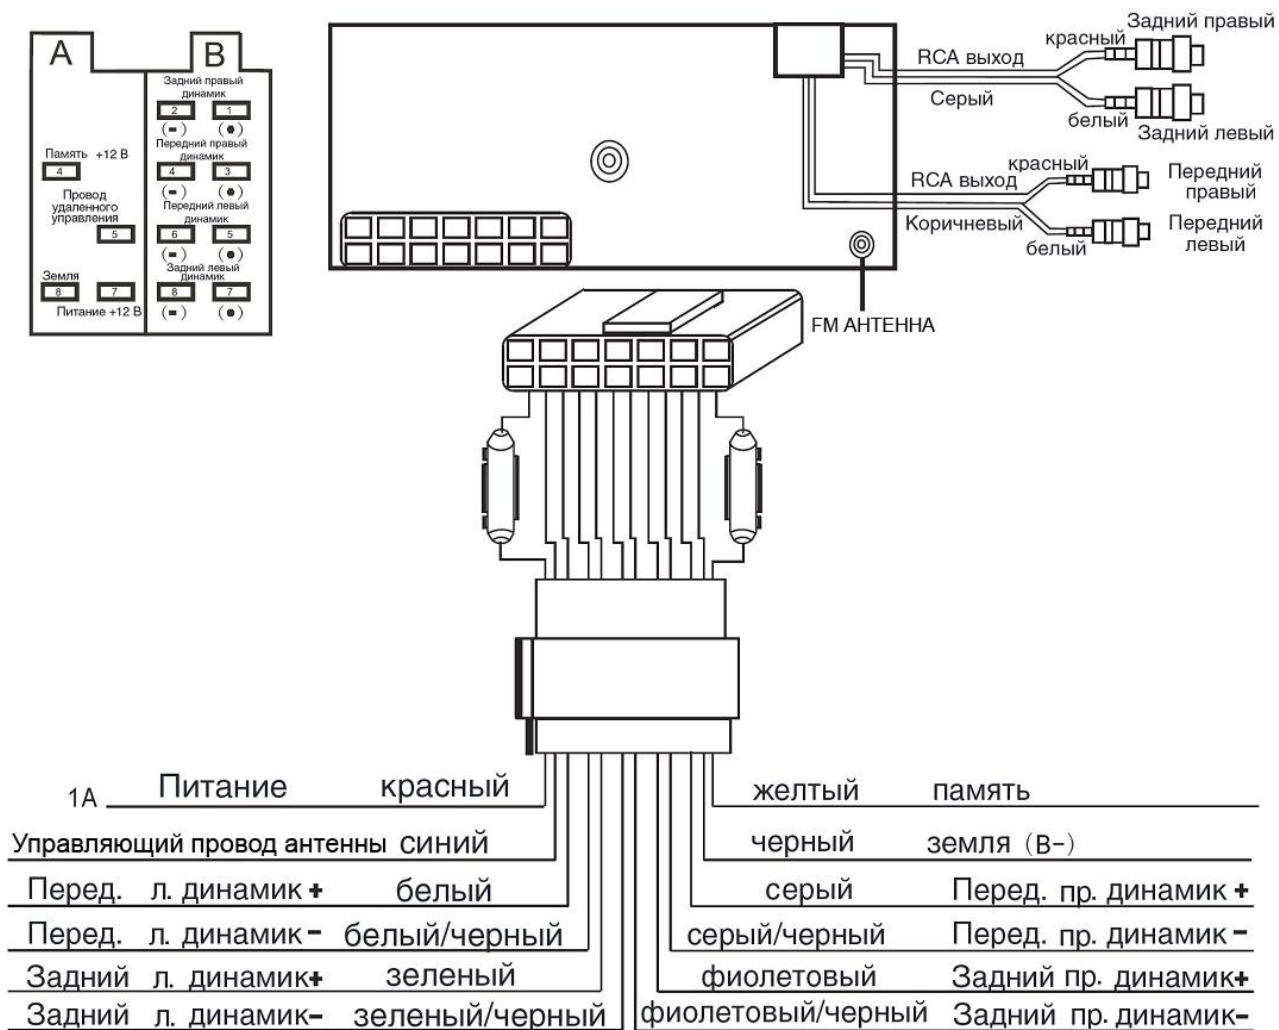 A
B
Задний правый
динамик
2
1
(-)
(●)
Передний правый
динамик
Память +12 В
4
4
3
(-)
(●)
Провод
удаленного
управления
5
Передний левый
динамик
6
5
(-)
(●)
Задний левый
динамик
Земля
8
7
8
7
Питание +12 В
(-)
(●)
Задний правый
красный
RCA выход
Серый
белый
Задний левый
красный
Передний
правый
RCA выход
Коричневый
белый
Передний
левый
FM АНТЕННА
1A Питание красный
желтый память
Управляющий провод антенны синий
черный земля (B-)
Перед. л. динамик + белый
серый Перед. пр. динамик +
Перед. л. динамик - белый/черный
серый/черный Перед. пр. динамик -
Задний л. динамик+ зеленый
фиолетовый Задний пр. динамик+
Задний л. динамик- зеленый/черный
фиолетовый/черный Задний пр. динамик-